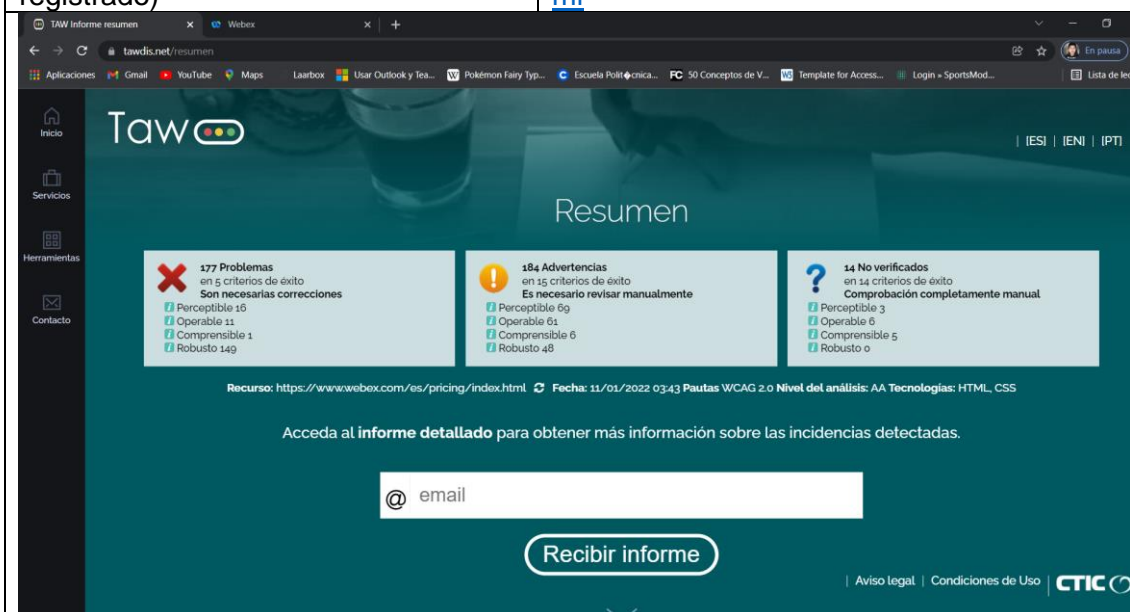 registrado)
ml
TAW Informe resumen
Webex
tawdis.net/resumen
En pausa
Aplicaciones
Gmail
YouTube
Maps
Laarbox
Usar Outlook y Tea...
Pokémon Fairy Typ...
Escuela Polit�cnica...
FC 50 Conceptos de V...
Template for Access...
Login » SportsMod...
Lista de lec
Inicio
Servicios
Herramientas
Contacto
Taw
| [ES] | [EN] | [PT]
Resumen
177 Problemas
en 5 criterios de éxito
Son necesarias correcciones
Perceptible 16
Operable 11
Comprensible 1
Robusto 149
184 Advertencias
en 15 criterios de éxito
Es necesario revisar manualmente
Perceptible 69
Operable 61
Comprensible 6
Robusto 48
14 No verificados
en 14 criterios de éxito
Comprobación completamente manual
Perceptible 3
Operable 6
Comprensible 5
Robusto 0
Recurso: https://www.webex.com/es/pricing/index.html Fecha: 11/01/2022 03:43 Pautas WCAG 2.0 Nivel del análisis: AA Tecnologías: HTML, CSS
Acceda al informe detallado para obtener más información sobre las incidencias detectadas.
@ email
Recibir informe
| Aviso legal | Condiciones de Uso | CTIC